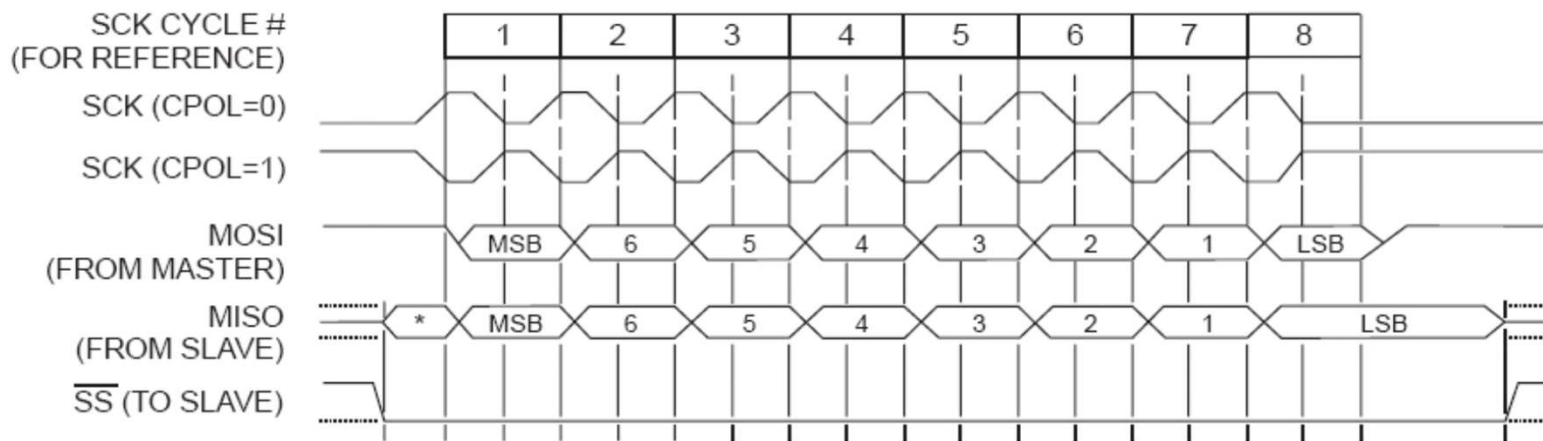 SCK CYCLE # 1 2 3 4 5 6 7 8
(FOR REFERENCE)
SCK (CPOL=0)
SCK (CPOL=1)
MOSI MSB 6 5 4 3 2 1 LSB
(FROM MASTER)
MISO * MSB 6 5 4 3 2 1 LSB
(FROM SLAVE)
SS (TO SLAVE)